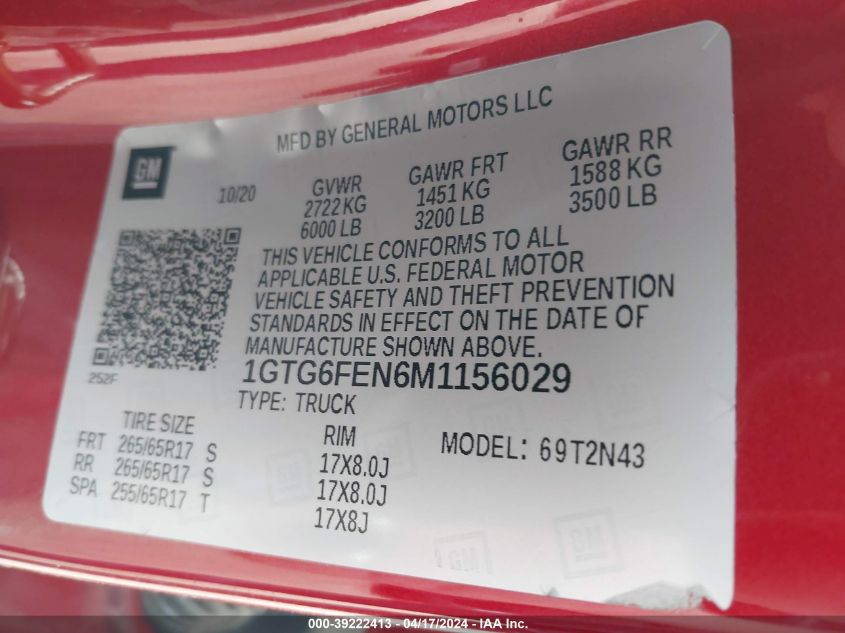 MFD BY GENERAL MOTORS LLC
GM
10/20
GVWR GAWR FRT GAWR RR
2722 KG 1451 KG 1588 KG
6000 LB 3200 LB 3500 LB
THIS VEHICLE CONFORMS TO ALL
APPLICABLE U.S. FEDERAL MOTOR
VEHICLE SAFETY AND THEFT PREVENTION
STANDARDS IN EFFECT ON THE DATE OF
MANUFACTURE SHOWN ABOVE.
252F
1GTG6FEN6M1156029
TYPE: TRUCK
TIRE SIZE RIM MODEL: 69T2N43
FRT 265/65R17 S 17X8.0J
RR 265/65R17 S 17X8.0J
SPA 255/65R17 T 17X8J
GM
GM
000-39222413 - 04/17/2024 - IAA Inc.